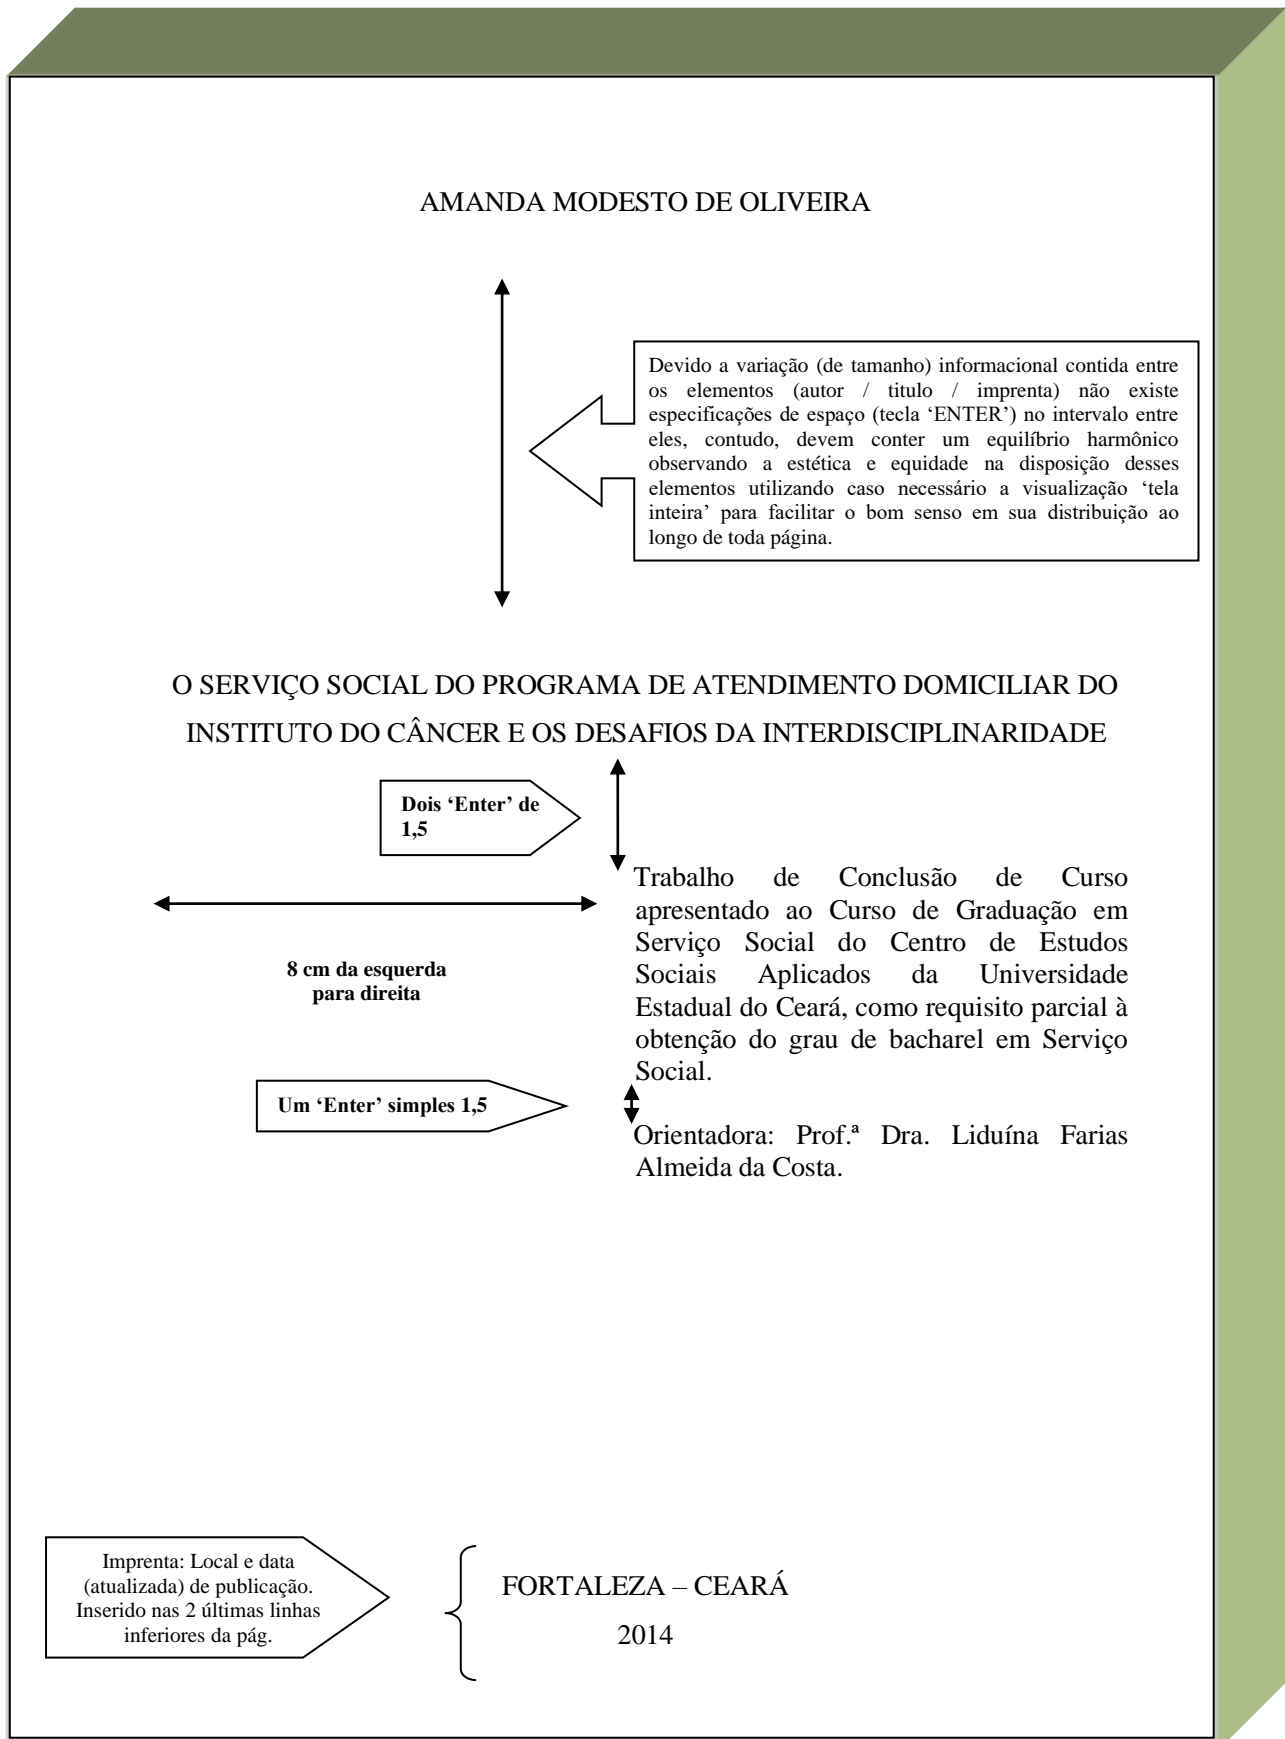 AMANDA MODESTO DE OLIVEIRA
Devido a variação (de tamanho) informacional contida entre
os elementos (autor / titulo / imprenta) não existe
especificações de espaço (tecla ‘ENTER’) no intervalo entre
eles, contudo, devem conter um equilíbrio harmônico
observando a estética e equidade na disposição desses
elementos utilizando caso necessário a visualização ‘tela
inteira’ para facilitar o bom senso em sua distribuição ao
longo de toda página.
O SERVIÇO SOCIAL DO PROGRAMA DE ATENDIMENTO DOMICILIAR DO
INSTITUTO DO CÂNCER E OS DESAFIOS DA INTERDISCIPLINARIDADE
Dois ‘Enter’ de
1,5
Trabalho de Conclusão de Curso
apresentado ao Curso de Graduação em
Serviço Social do Centro de Estudos
Sociais Aplicados da Universidade
Estadual do Ceará, como requisito parcial à
obtenção do grau de bacharel em Serviço
Social.
8 cm da esquerda
para direita
Um ‘Enter’ simples 1,5
Orientadora: Prof.ª Dra. Liduína Farias
Almeida da Costa.
Imprenta: Local e data
(atualizada) de publicação.
Inserido nas 2 últimas linhas
inferiores da pág.
FORTALEZA – CEARÁ
2014